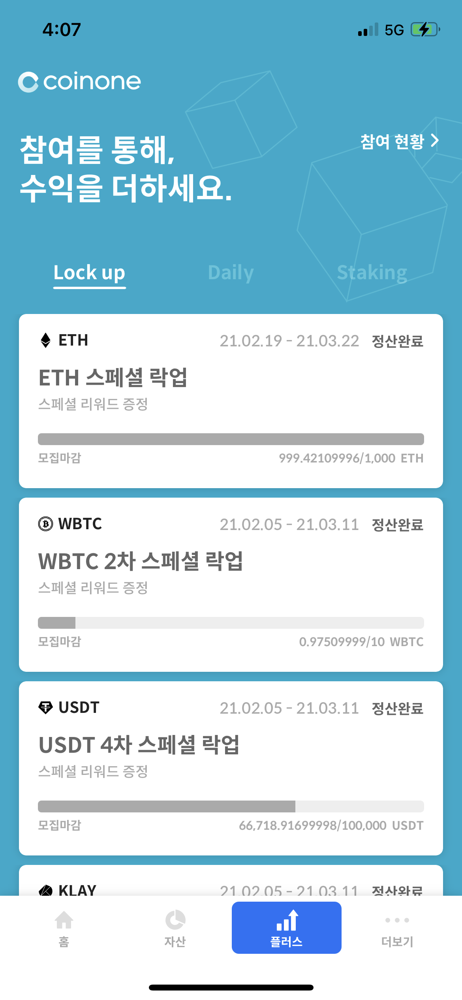 4:07
5G
coinone
참여를 통해,
수익을 더하세요.
참여 현황
Lock up
Daily
Staking
ETH
21.02.19 - 21.03.22 정산완료
ETH 스페셜 락업
스페셜 리워드 증정
모집마감
999.42109996/1,000 ETH
WBTC
21.02.05 - 21.03.11 정산완료
WBTC 2차 스페셜 락업
스페셜 리워드 증정
모집마감
0.97509999/10 WBTC
USDT
21.02.05 - 21.03.11 정산완료
USDT 4차 스페셜 락업
스페셜 리워드 증정
모집마감
66,718.91699998/100,000 USDT
KLAY
21.02.05 - 21.03.11 정산완료
홈
자산
플러스
더보기